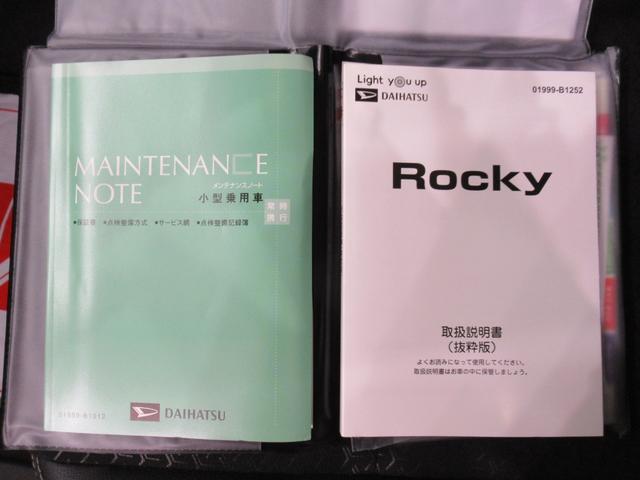 MAINTENANCE
NOTE
メンテナンスノート
小型乗用車
常時
携行
●保証書 ●点検整備方式 ●サービス網 ●点検整備記録簿
DAIHATSU
Light you up
DAIHATSU
01999-B1252
Rocky
取扱説明書
(抜粋版)
よくお読みになって使用してください。
取扱説明書はお車の中に保管しましょう。